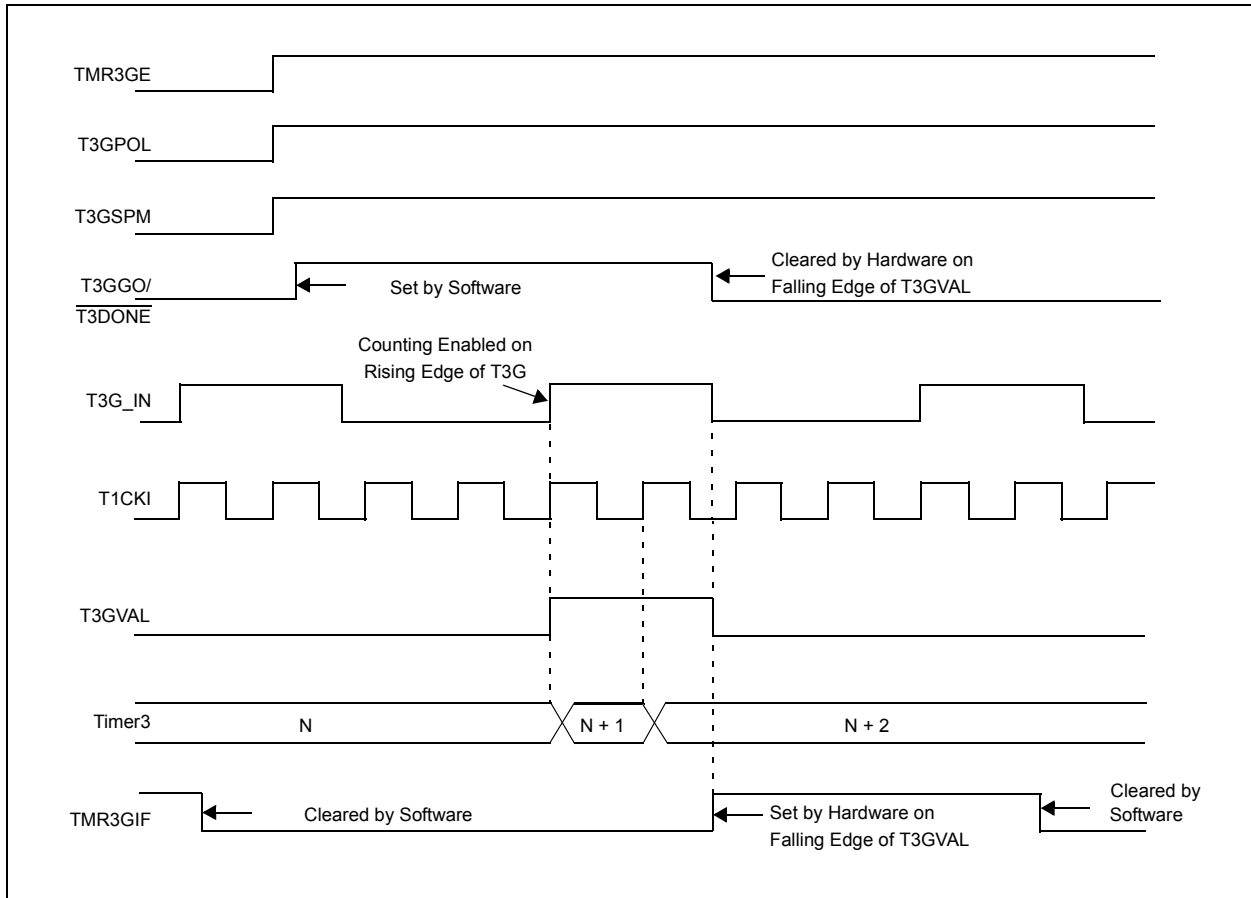 TMR3GE
T3GPOL
T3GSPM
T3GGO/
T3DONE
Set by Software
Cleared by Hardware on
Falling Edge of T3GVAL
Counting Enabled on
Rising Edge of T3G
T3G_IN
T1CKI
T3GVAL
Timer3
N
N + 1
N + 2
TMR3GIF
Cleared by Software
Set by Hardware on
Falling Edge of T3GVAL
Cleared by
Software